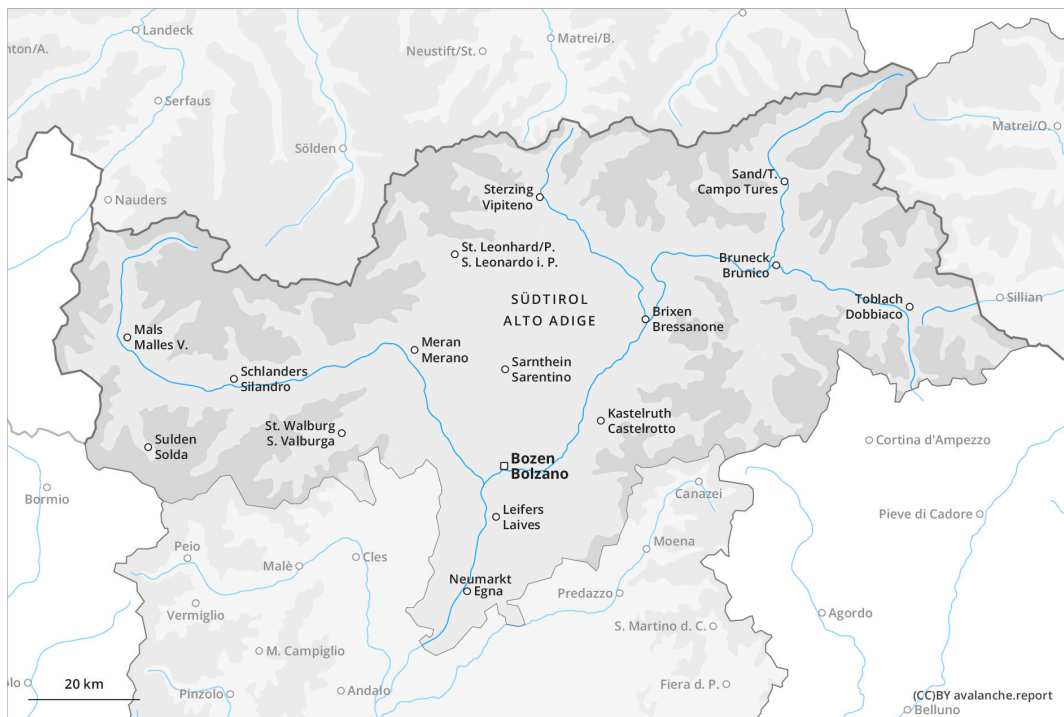 Landeck
nton/A.
Neustift/St.
Matrei/B.
Serfaus
Matrei/O.
Sölden
Nauders
Sterzing
Vipiteno
Sand/T.
Campo Tures
St. Leonhard/P.
S. Leonardo i. P.
Bruneck
Brunico
SÜDTIROL
ALTO ADIGE
Toblach
Dobbiaco
Sillian
Mals
Malles V.
Brixen
Bressanone
Meran
Merano
Schlanders
Silandro
Sarnthein
Sarentino
Kastelruth
Castelrotto
St. Walburg
S. Valburga
Sulden
Solda
Cortina d'Ampezzo
Bozen
Bolzano
Bormio
Canazei
Leifers
Laives
Pieve di Cadore
Moena
Peio
Malè
Cles
Neumarkt
Egna
Predazzo
Vermiglio
Agordo
S. Martino d. C.
M. Campiglio
20 km
olo
Pinzolo
Andalo
Fiera d. P.
(CC)BY avalanche.report
Belluno